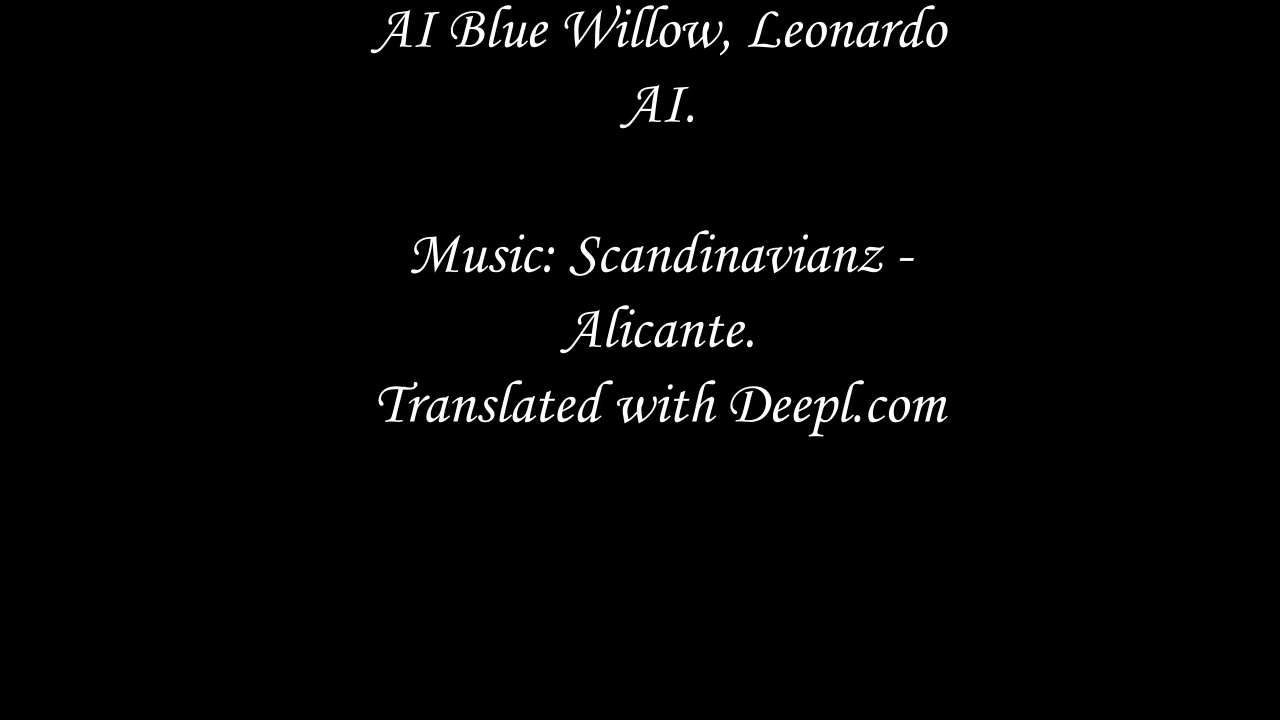 AI Blue Willow, Leonardo
AI.
Music: Scandinavianz -
Alicante.
Translated with Deepl.com